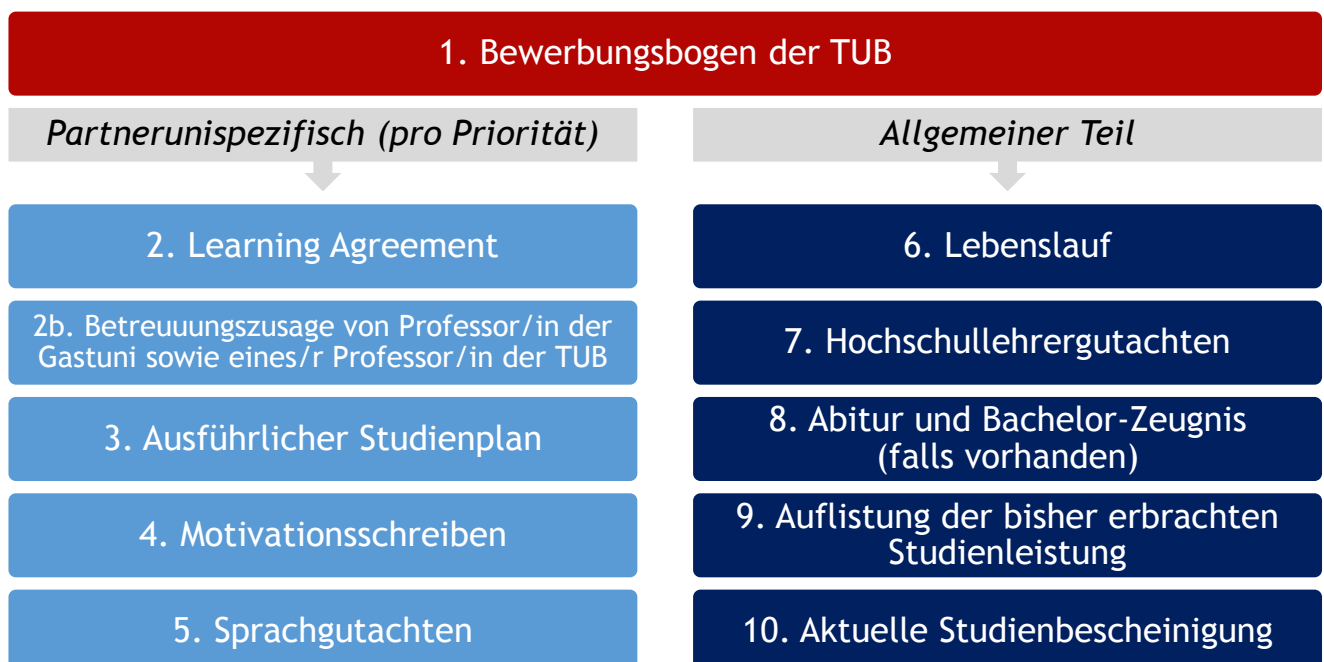 1. Bewerbungsbogen der TUB
Partnerunispezifisch (pro Priorität)
2. Learning Agreement
2b. Betreuuungszusage von Professor/in der
Gastuni sowie eines/r Professor/in der TUB
3. Ausführlicher Studienplan
4. Motivationsschreiben
5. Sprachgutachten
Allgemeiner Teil
6. Lebenslauf
7. Hochschullehrergutachten
8. Abitur und Bachelor-Zeugnis
(falls vorhanden)
9. Auflistung der bisher erbrachten
Studienleistung
10. Aktuelle Studienbescheinigung